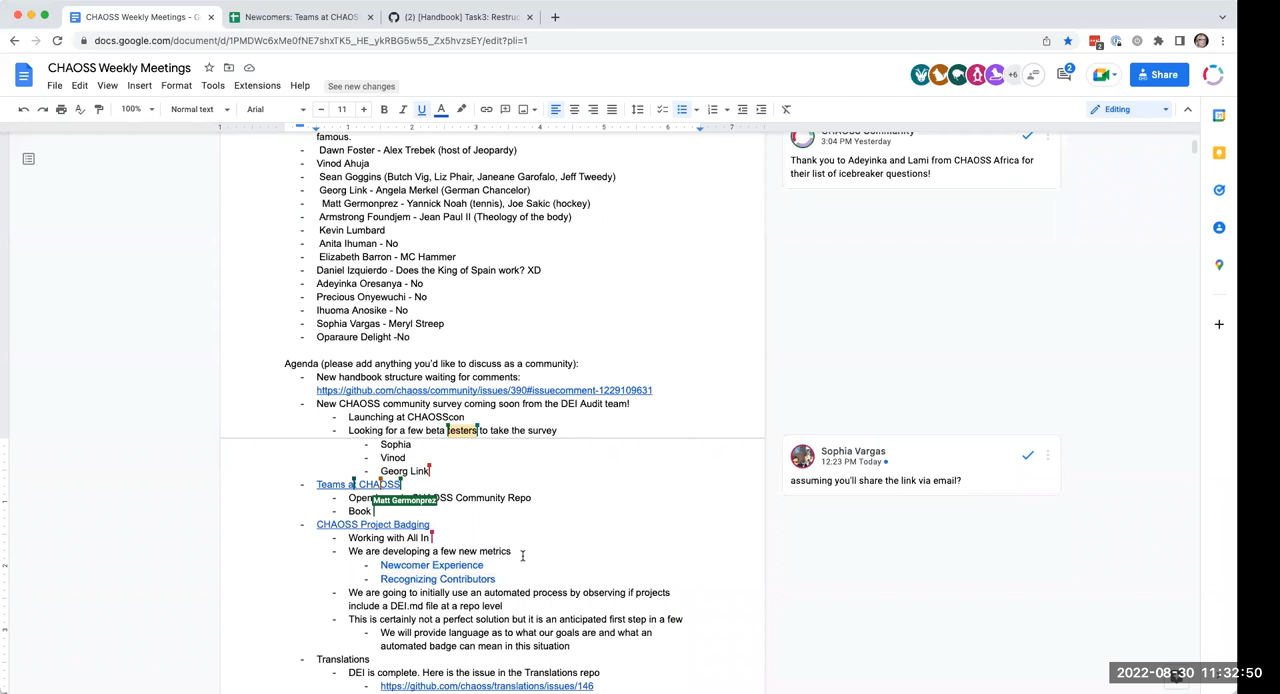 CHAOSS Weekly Meetings - G
Newcomers: Teams at CHAOS
(2) [Handbook] Task3: Restruc
docs.google.com/document/d/1PMDWc6xMe0fNE7shxTK5_HE_ykRBG5w55_Zx5hvzsEY/edit?pli=1
2
CHAOSS Weekly Meetings
File Edit View Insert Format Tools Extensions Help See new changes
+6
2
Share
100% Normal text Arial 11 B I U A Editing
1 1 2 3 4 5 6 7
famous.
- Dawn Foster - Alex Trebek (host of Jeopardy)
- Vinod Ahuja
- Sean Goggins (Butch Vig, Liz Phair, Janeane Garofalo, Jeff Tweedy)
- Georg Link - Angela Merkel (German Chancelor)
- Matt Germonprez - Yannick Noah (tennis), Joe Sakic (hockey)
- Armstrong Foundjem - Jean Paul II (Theology of the body)
- Kevin Lumbard
- Anita Ihuman - No
- Elizabeth Barron - MC Hammer
- Daniel Izquierdo - Does the King of Spain work? XD
- Adeyinka Oresanya - No
- Precious Onyewuchi - No
- Ihuoma Anosike - No
- Sophia Vargas - Meryl Streep
- Oparaure Delight -No
Agenda (please add anything you'd like to discuss as a community):
- New handbook structure waiting for comments:
https://github.com/chaoss/community/issues/390#issuecomment-1229109631
- New CHAOSS community survey coming soon from the DEI Audit team!
- Launching at CHAOSScon
- Looking for a few beta testers to take the survey
- Sophia
- Vinod
- Georg Link
- Teams at CHAOSS
- Open CHAOSS Community Repo
Matt Germonprez
- Book
- CHAOSS Project Badging
- Working with All In
- We are developing a few new metrics
- Newcomer Experience
- Recognizing Contributors
- We are going to initially use an automated process by observing if projects
include a DEI.md file at a repo level
- This is certainly not a perfect solution but it is an anticipated first step in a few
- We will provide language as to what our goals are and what an
automated badge can mean in this situation
- Translations
- DEI is complete. Here is the issue in the Translations repo
- https://github.com/chaoss/translations/issues/146
CHAOSS Community
3:04 PM Yesterday
Thank you to Adeyinka and Lami from CHAOSS Africa for
their list of icebreaker questions!
Sophia Vargas
12:23 PM Today
assuming you'll share the link via email?
2022-08-30 11:32:50